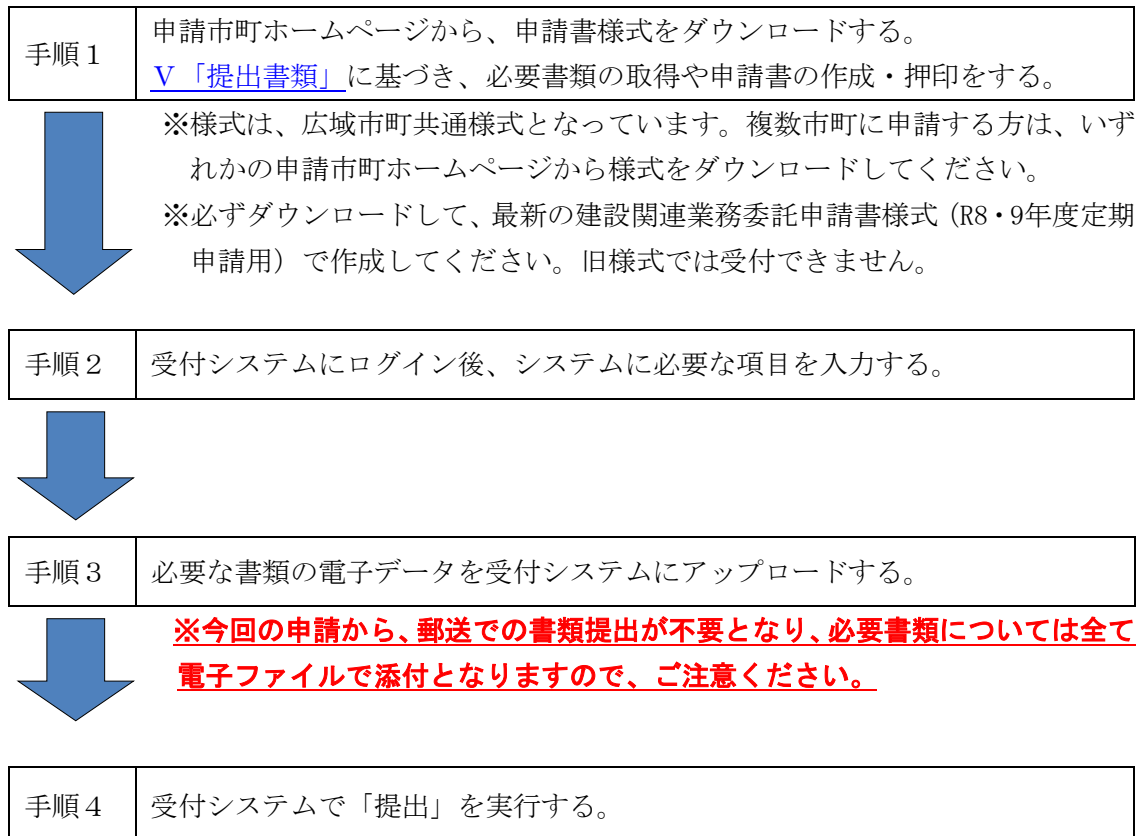 手順１
申請市町ホームページから、申請書様式をダウンロードする。
Ⅴ「提出書類」に基づき、必要書類の取得や申請書の作成・押印をする。
※様式は、広域市町共通様式となっています。複数市町に申請する方は、いず
れかの申請市町ホームページから様式をダウンロードしてください。
※必ずダウンロードして、最新の建設関連業務委託申請書様式（R8・9年度定期
申請用）で作成してください。旧様式では受付できません。
手順２
受付システムにログイン後、システムに必要な項目を入力する。
手順３
必要な書類の電子データを受付システムにアップロードする。
※今回の申請から、郵送での書類提出が不要となり、必要書類については全て
電子ファイルで添付となりますので、ご注意ください。
手順４
受付システムで「提出」を実行する。